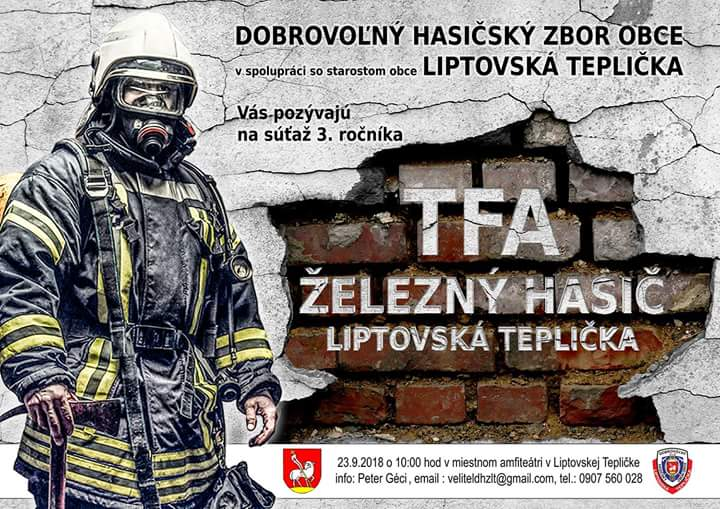 DOBROVOĽNÝ HASIČSKÝ ZBOR OBCE
v spolupráci so starostom obce LIPTOVSKÁ TEPLIČKA
Vás pozývajú
na súťaž 3. ročníka
TFA
ŽELEZNÝ HASIČ
LIPTOVSKÁ TEPLIČKA
23.9.2018 o 10:00 hod v miestnom amfiteátri v Liptovskej Tepličke
info: Peter Géci , email : veliteldhzlt@gmail.com, tel.: 0907 560 028